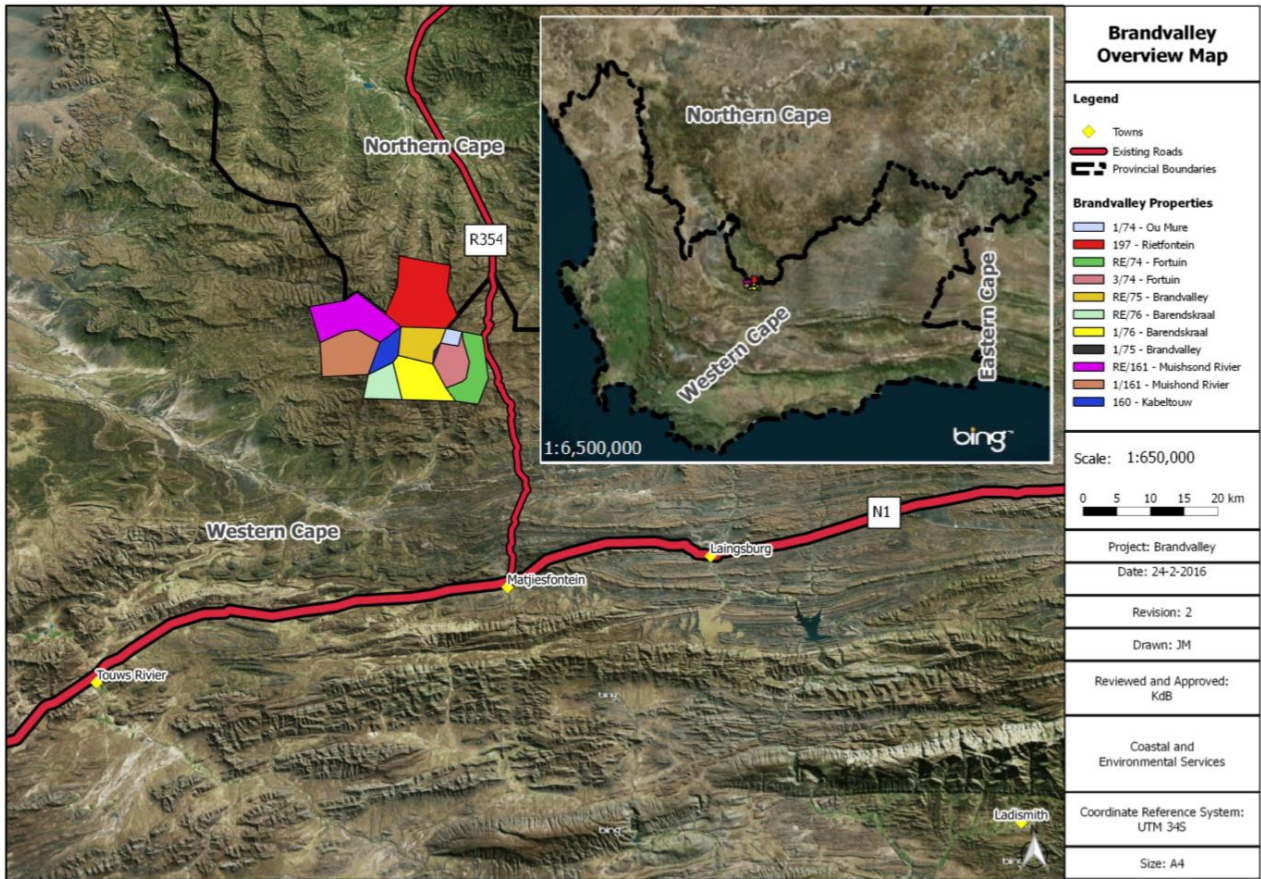 Northern Cape
R354
Western Cape
N1
Laingsburg
Matjiesfontein
Touws Rivier
bing
bing
Ladismith
bing
Northern Cape
Western Cape
Eastern Cape
1:6,500,000
bing™
Brandvalley
Overview Map
Legend
Towns
Existing Roads
Provincial Boundaries
Brandvalley Properties
1/74 - Ou Mure
197 - Rietfontein
RE/74 - Fortuin
3/74 - Fortuin
RE/75 - Brandvalley
RE/76 - Barendskraal
1/76 - Barendskraal
1/75 - Brandvalley
RE/161 - Muishsond Rivier
1/161 - Muishond Rivier
160 - Kabeltouw
Scale: 1:650,000
0 5 10 15 20 km
Project: Brandvalley
Date: 24-2-2016
Revision: 2
Drawn: JM
Reviewed and Approved:
KdB
Coastal and
Environmental Services
Coordinate Reference System:
UTM 34S
Size: A4